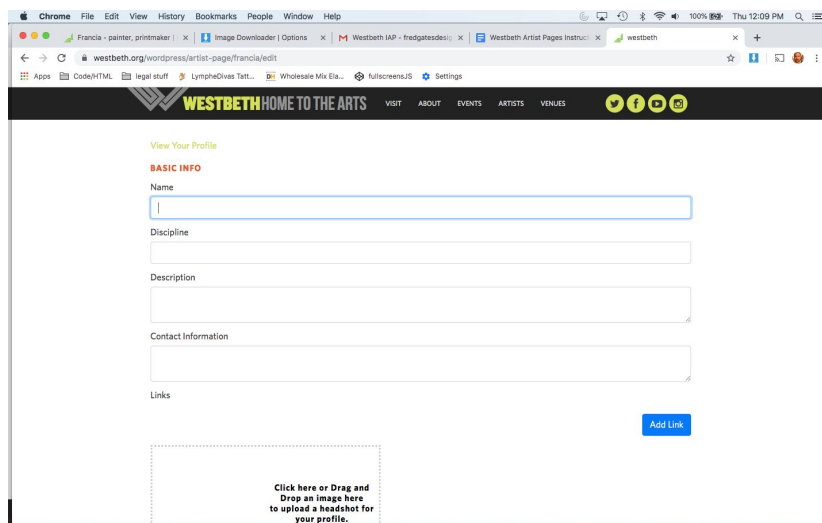 Chrome File Edit View History Bookmarks People Window Help 100% Thu 12:09 PM
Francia - painter, printmaker | Image Downloader | Options Westbeth IAP - fredgatesdesig Westbeth Artist Pages Instruct westbeth
westbeth.org/wordpress/artist-page/francia/edit
Apps Code/HTML legal stuff LympheDivas Tatt... Wholesale Mix Ela... fullscreensJS Settings
WESTBETH HOME TO THE ARTS VISIT ABOUT EVENTS ARTISTS VENUES
View Your Profile
BASIC INFO
Name
Discipline
Description
Contact Information
Links
Add Link
Click here or Drag and
Drop an image here
to upload a headshot for
your profile.